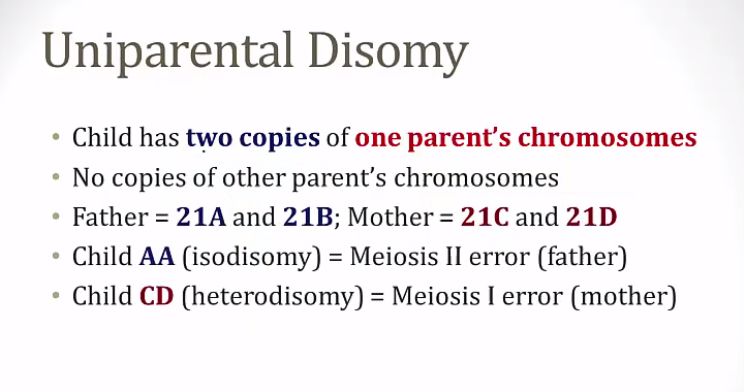 Uniparental Disomy
• Child has two copies of one parent's chromosomes
• No copies of other parent's chromosomes
• Father = 21A and 21B; Mother = 21C and 21D
• Child AA (isodisomy) = Meiosis II error (father)
• Child CD (heterodisomy) = Meiosis I error (mother)